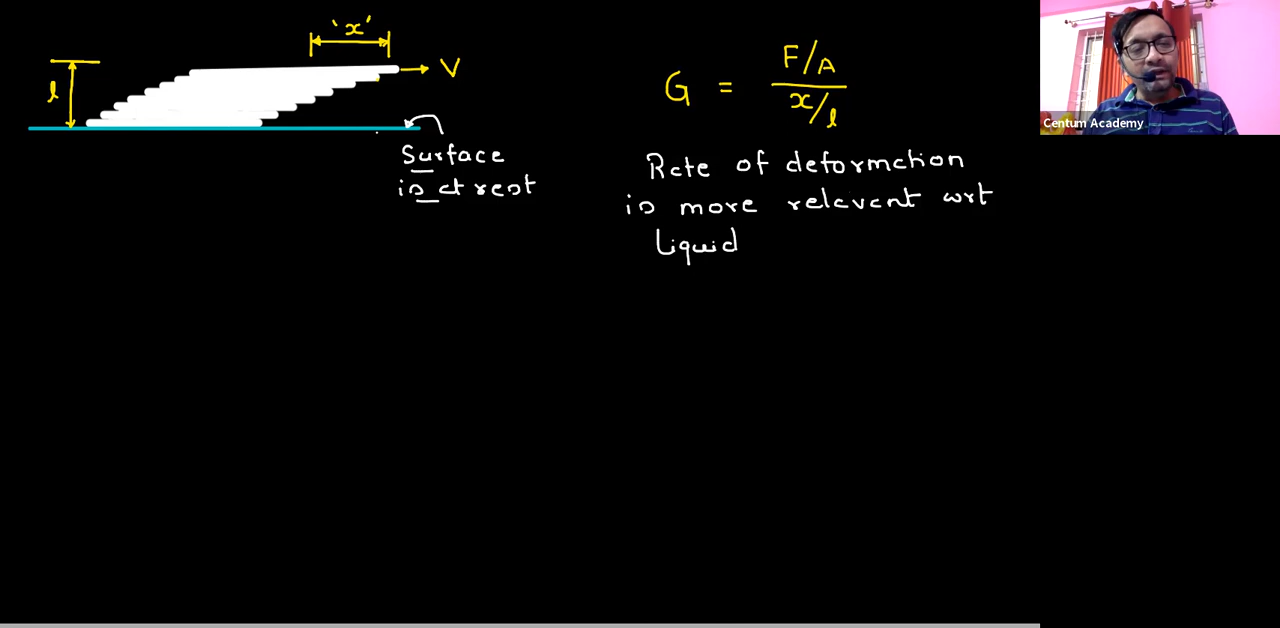 'x'
l
V
Surface
is at rest
G = F/A
x/l
Rate of deformation
is more relevant wrt
liquid
Centum Academy